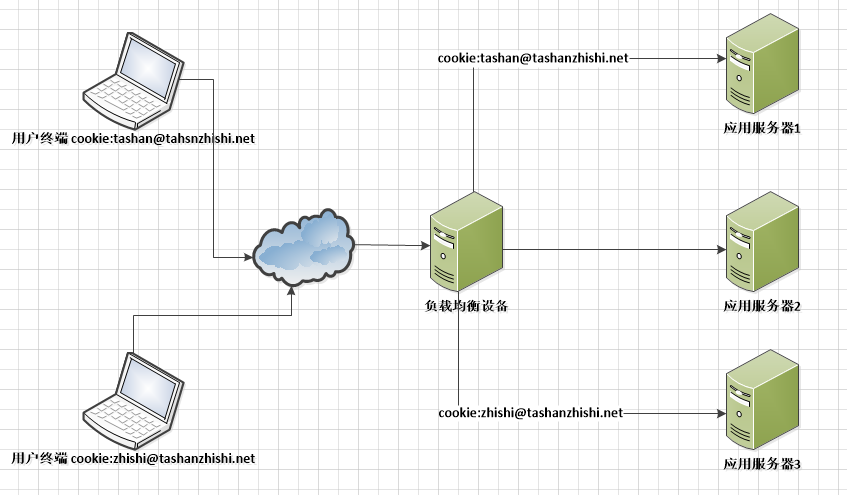 cookie:tashan@tashanzhishi.net
应用服务器1
用户终端 cookie:tashan@tahsnzhishi.net
负载均衡设备
应用服务器2
cookie:zhishi@tashanzhishi.net
用户终端 cookie:zhishi@tashanzhishi.net
应用服务器3